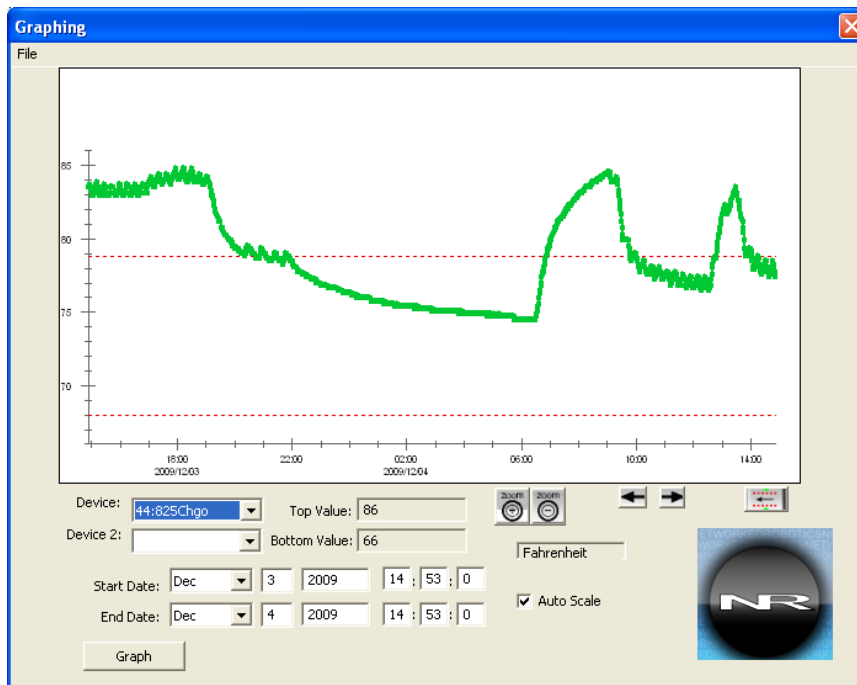 Graphing
File
85
80
75
70
18:00 22:00 02:00 06:00 10:00 14:00
2009/12/03 2009/12/04
Device: 44:825Chgo Top Value: 86
Device 2: Bottom Value: 66
zoom zoom
Fahrenheit
Start Date: Dec 3 2009 14 : 53 : 0
Auto Scale
End Date: Dec 4 2009 14 : 53 : 0
Graph
NR